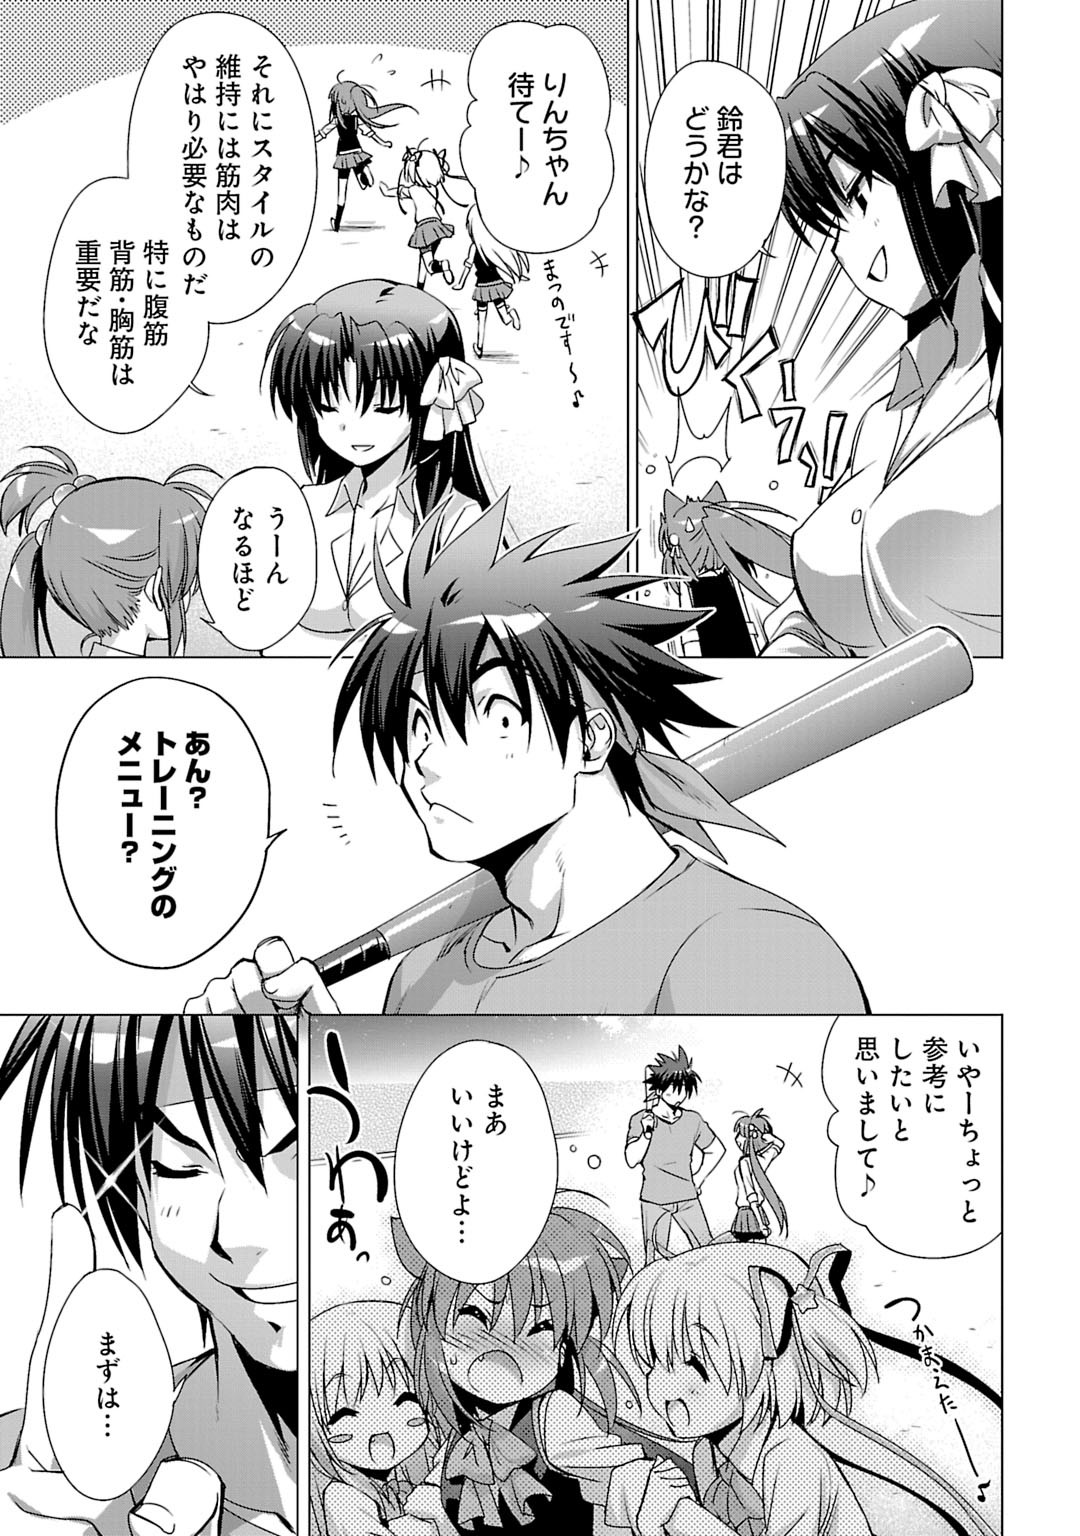 鈴君は
どうかな？
りんちゃん
待てー♪
まつのです～♪
それにスタイルの
維持には筋肉は
やはり必要なものだ
特に腹筋
背筋・胸筋は
重要だな
うーん
なるほど
あん？
トレーニングの
メニュー？
いやーちょっと
参考に
したいと
思いまして♪
つかまえたー♪
まあ
いいけどよ…
うわあっ
まずは…